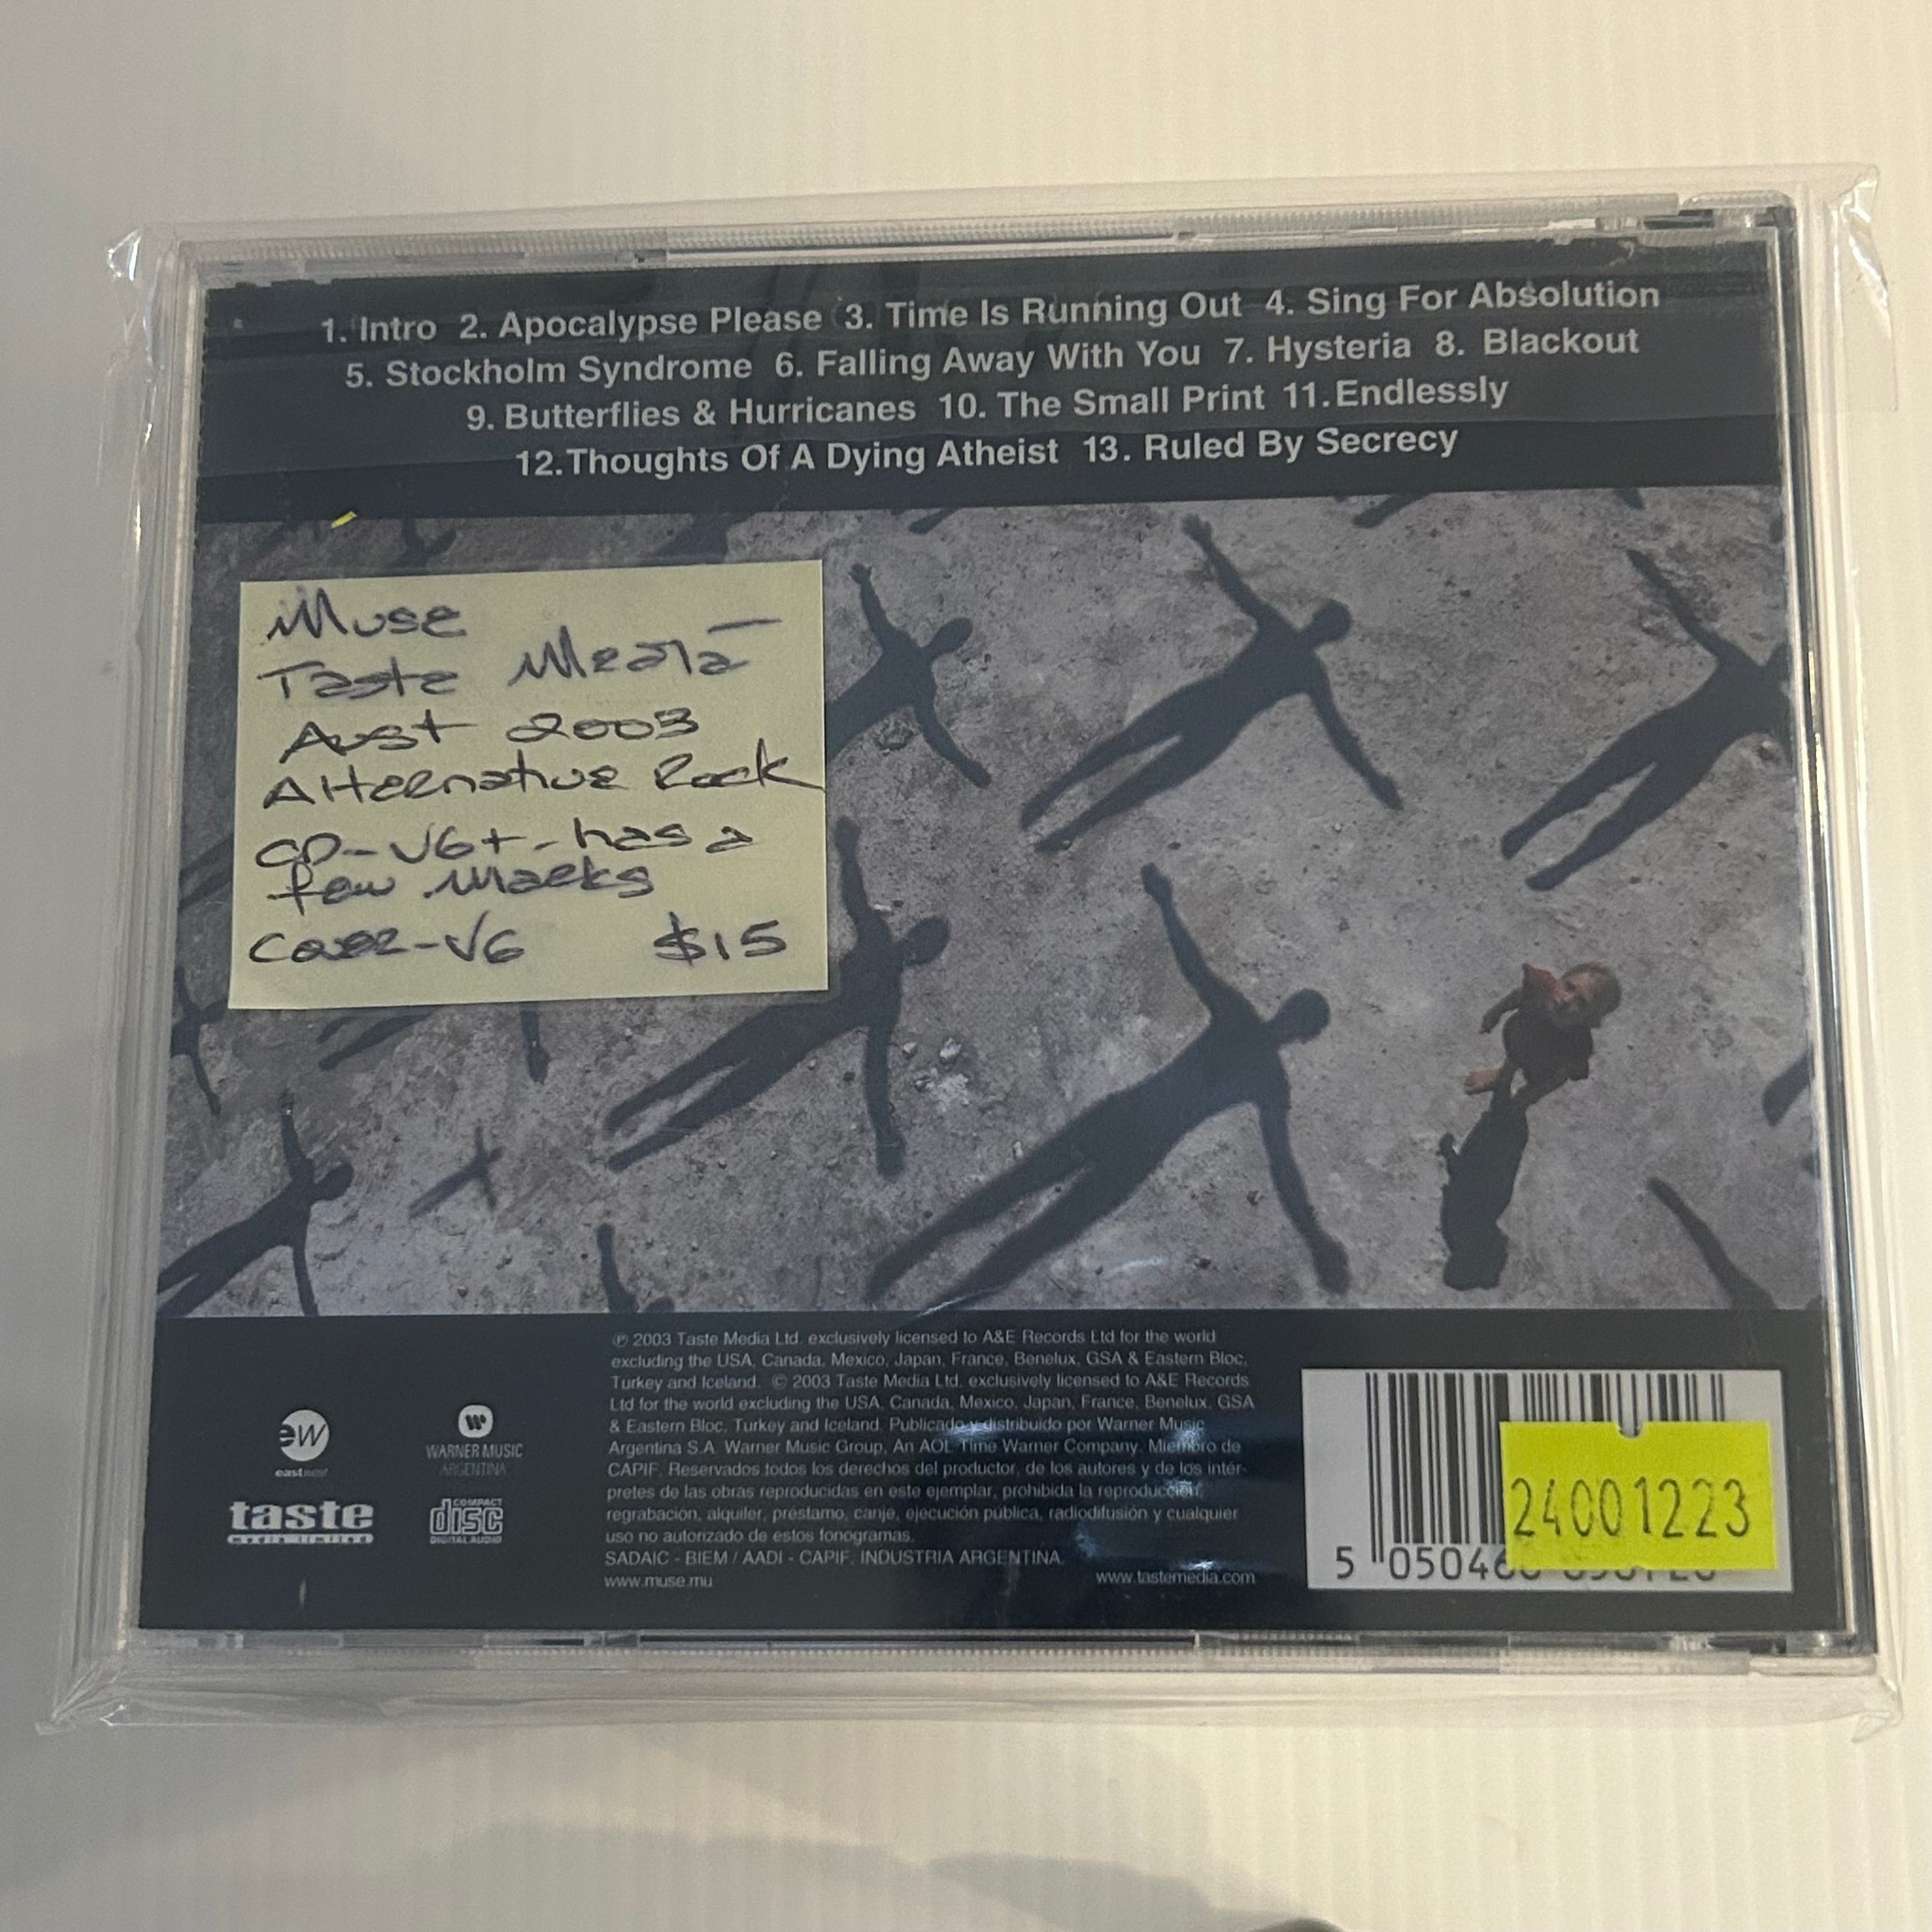 1. Intro 2. Apocalypse Please 3. Time Is Running Out 4. Sing For Absolution
5. Stockholm Syndrome 6. Falling Away With You 7. Hysteria 8. Blackout
9. Butterflies & Hurricanes 10. The Small Print 11.Endlessly
12.Thoughts Of A Dying Atheist 13. Ruled By Secrecy
Muse
Taste Media -
Aust 2003
Alternative Rock
CD-VG+ - has a
few marks
Cover-VG $15
℗ 2003 Taste Media Ltd. exclusively licensed to A&E Records Ltd for the world
excluding the USA, Canada, Mexico, Japan, France, Benelux, GSA & Eastern Bloc,
Turkey and Iceland. © 2003 Taste Media Ltd. exclusively licensed to A&E Records
Ltd for the world excluding the USA, Canada, Mexico, Japan, France, Benelux, GSA
& Eastern Bloc, Turkey and Iceland. Publicado y distribuido por Warner Music
Argentina S.A. Warner Music Group, An AOL Time Warner Company. Miembro de
CAPIF. Reservados todos los derechos del productor, de los autores y de los intér-
pretes de las obras reproducidas en este ejemplar, prohibida la reproducción,
regrabación, alquiler, préstamo, canje, ejecución pública, radiodifusión y cualquier
uso no autorizado de estos fonogramas.
SADAIC - BIEM / AADI - CAPIF, INDUSTRIA ARGENTINA.
www.muse.mu www.tastemedia.com
ew
eastwest
WARNER MUSIC
ARGENTINA
taste
media limited
COMPACT
disc
DIGITAL AUDIO
24001223
5 05046